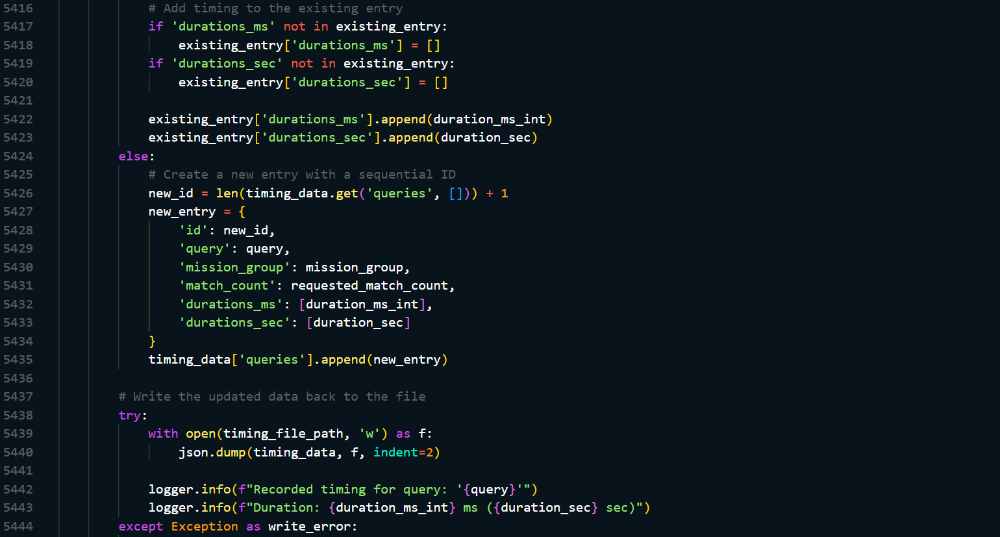 5416 # Add timing to the existing entry
5417 if 'durations_ms' not in existing_entry:
5418 existing_entry['durations_ms'] = []
5419 if 'durations_sec' not in existing_entry:
5420 existing_entry['durations_sec'] = []
5421
5422 existing_entry['durations_ms'].append(duration_ms_int)
5423 existing_entry['durations_sec'].append(duration_sec)
5424 else:
5425 # Create a new entry with a sequential ID
5426 new_id = len(timing_data.get('queries', [])) + 1
5427 new_entry = {
5428 'id': new_id,
5429 'query': query,
5430 'mission_group': mission_group,
5431 'match_count': requested_match_count,
5432 'durations_ms': [duration_ms_int],
5433 'durations_sec': [duration_sec]
5434 }
5435 timing_data['queries'].append(new_entry)
5436
5437 # Write the updated data back to the file
5438 try:
5439 with open(timing_file_path, 'w') as f:
5440 json.dump(timing_data, f, indent=2)
5441
5442 logger.info(f"Recorded timing for query: '{query}'")
5443 logger.info(f"Duration: {duration_ms_int} ms ({duration_sec} sec)")
5444 except Exception as write_error: